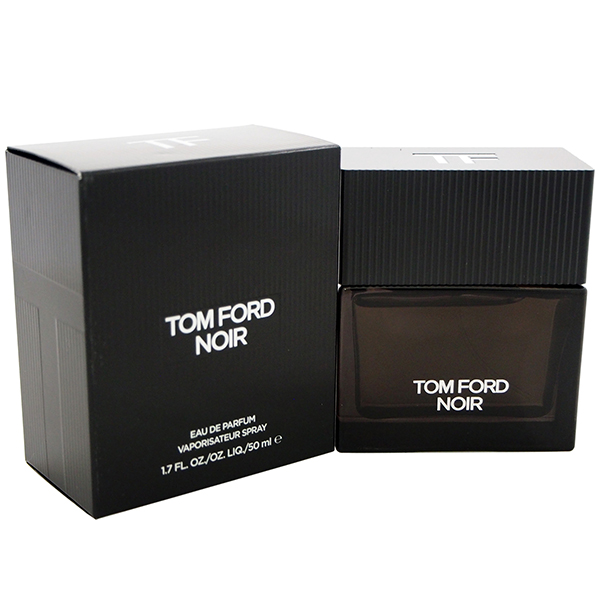 TF
TOM FORD
NOIR
EAU DE PARFUM
VAPORISATEUR SPRAY
1.7 FL. OZ./OZ. LIQ./50 ml ℮
TF
TOM FORD
NOIR